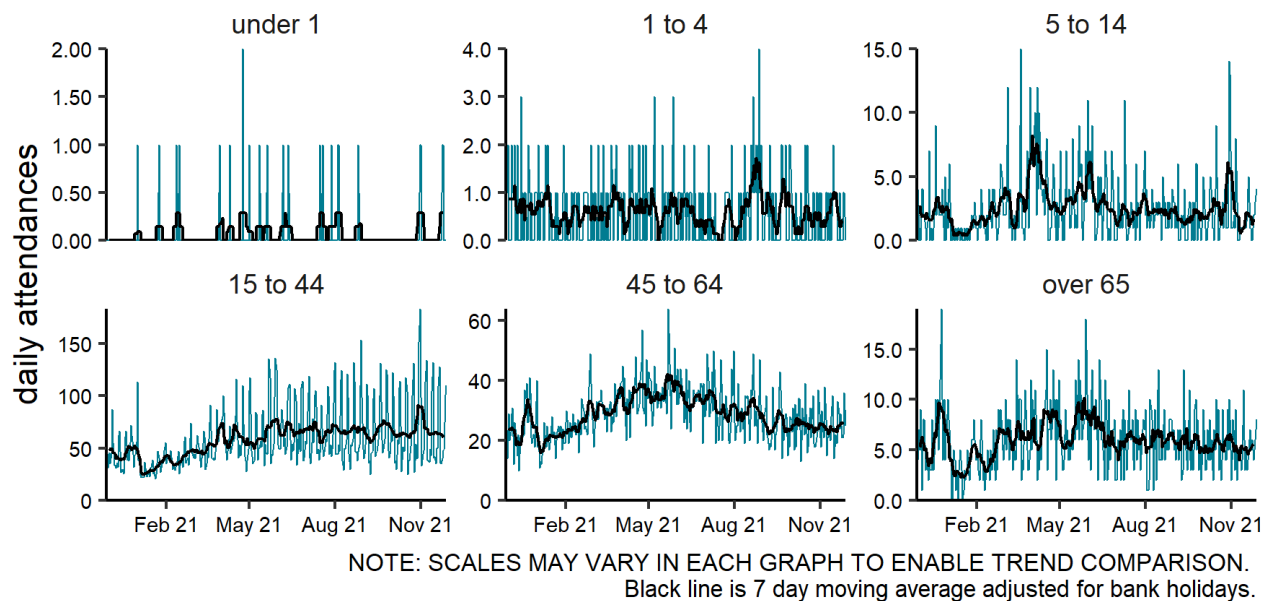 under 1
1 to 4
5 to 14
2.00
1.50
1.00
0.50
0.00
4.0
3.0
2.0
1.0
0.0
15.0
10.0
5.0
0.0
daily attendances
15 to 44
45 to 64
over 65
150
100
50
0
60
40
20
0
15.0
10.0
5.0
0.0
Feb 21 May 21 Aug 21 Nov 21
Feb 21 May 21 Aug 21 Nov 21
Feb 21 May 21 Aug 21 Nov 21
NOTE: SCALES MAY VARY IN EACH GRAPH TO ENABLE TREND COMPARISON.
Black line is 7 day moving average adjusted for bank holidays.